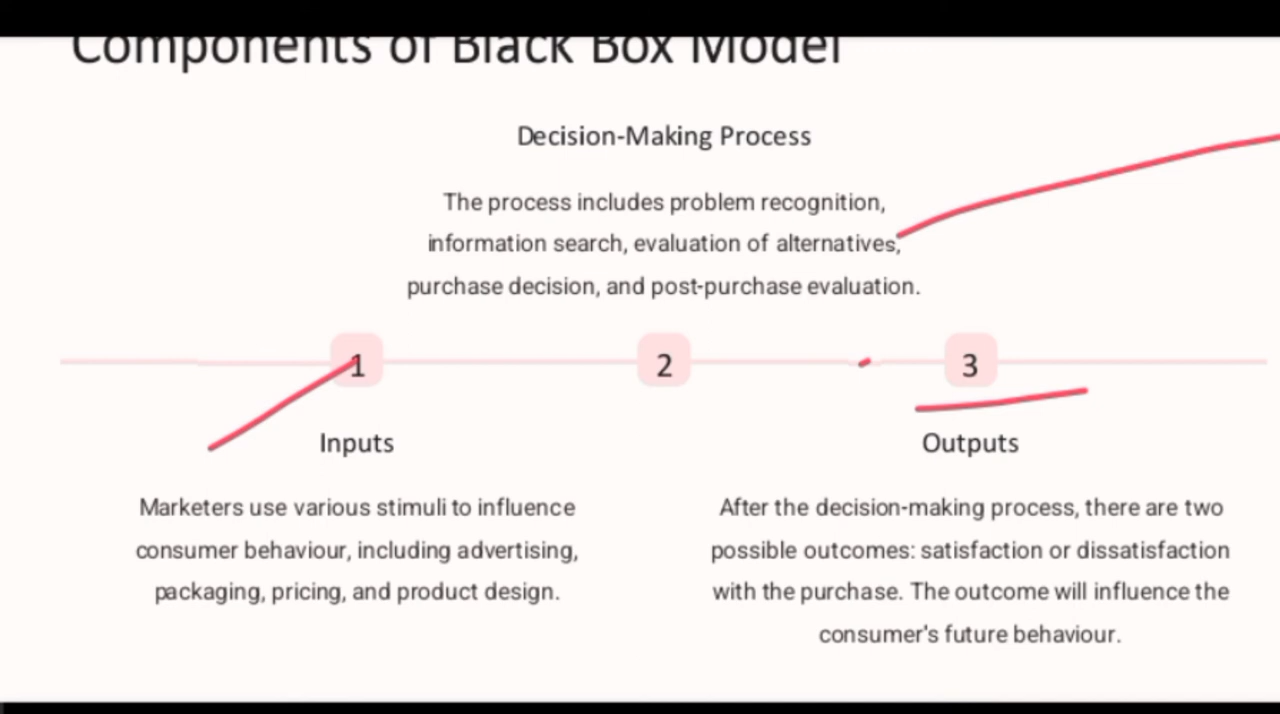 Components of Black Box Model
Decision-Making Process
The process includes problem recognition,
information search, evaluation of alternatives,
purchase decision, and post-purchase evaluation.
1
2
3
Inputs
Marketers use various stimuli to influence
consumer behaviour, including advertising,
packaging, pricing, and product design.
Outputs
After the decision-making process, there are two
possible outcomes: satisfaction or dissatisfaction
with the purchase. The outcome will influence the
consumer's future behaviour.